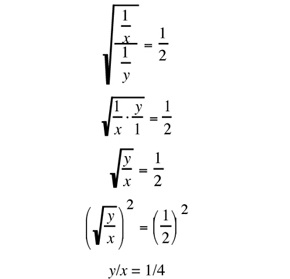 √((1/x)/(1/y)) = 1/2
√(1/x · y/1) = 1/2
√(y/x) = 1/2
(√(y/x))² = (1/2)²
y/x = 1/4